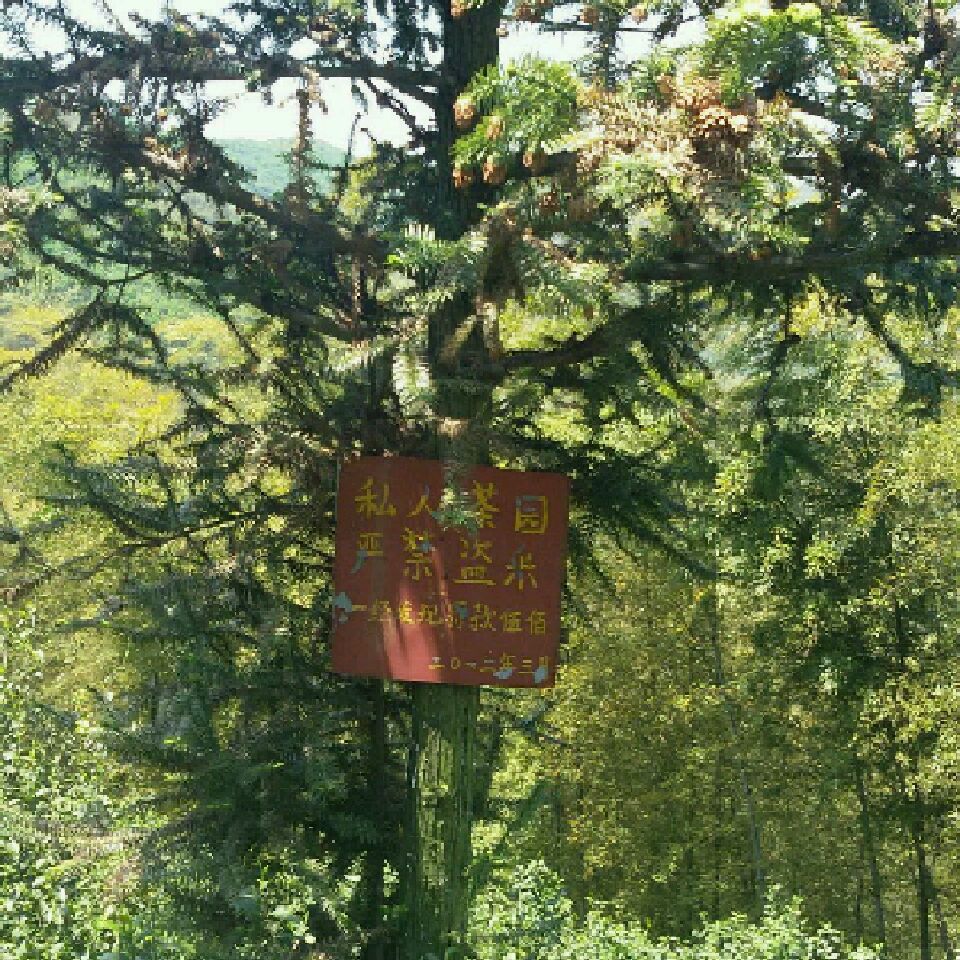 私人茶园
严禁盗采
一经发现罚款伍佰
二〇一二年三月